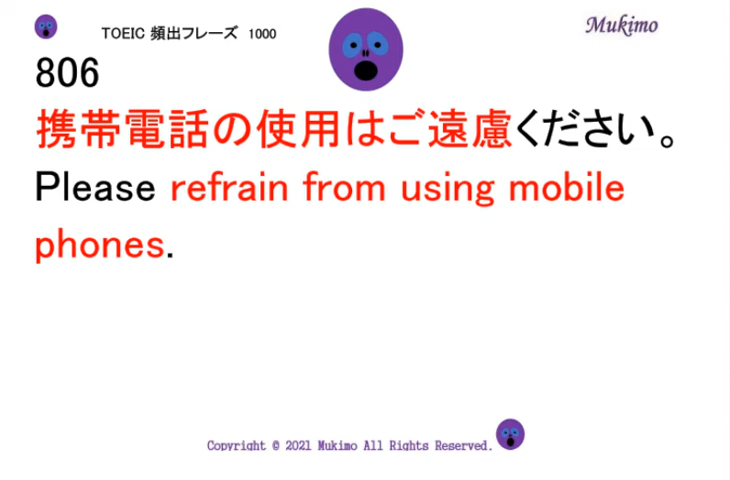 TOEIC 頻出フレーズ 1000
Mukimo
806
携帯電話の使用はご遠慮ください。
Please refrain from using mobile
phones.
Copyright © 2021 Mukimo All Rights Reserved.